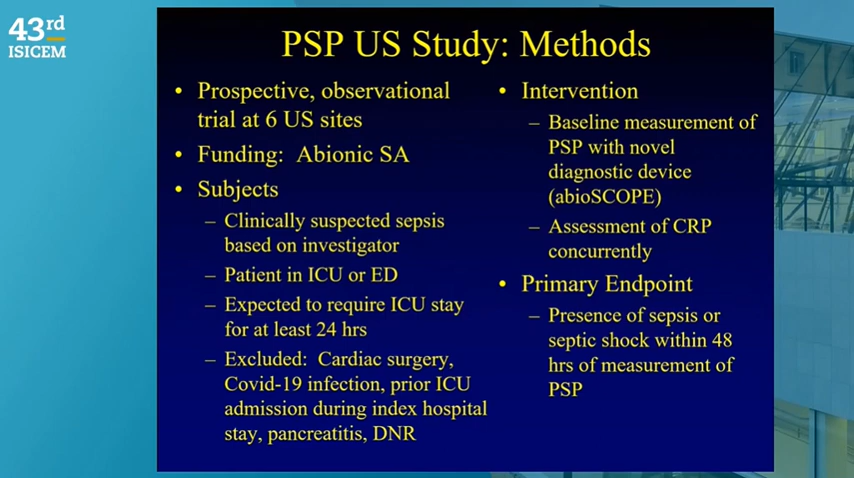 43rd
ISICEM
PSP US Study: Methods
• Prospective, observational
trial at 6 US sites
• Funding: Abionic SA
• Subjects
– Clinically suspected sepsis
based on investigator
– Patient in ICU or ED
– Expected to require ICU stay
for at least 24 hrs
– Excluded: Cardiac surgery,
Covid-19 infection, prior ICU
admission during index hospital
stay, pancreatitis, DNR
• Intervention
– Baseline measurement of
PSP with novel
diagnostic device
(abioSCOPE)
– Assessment of CRP
concurrently
• Primary Endpoint
– Presence of sepsis or
septic shock within 48
hrs of measurement of
PSP